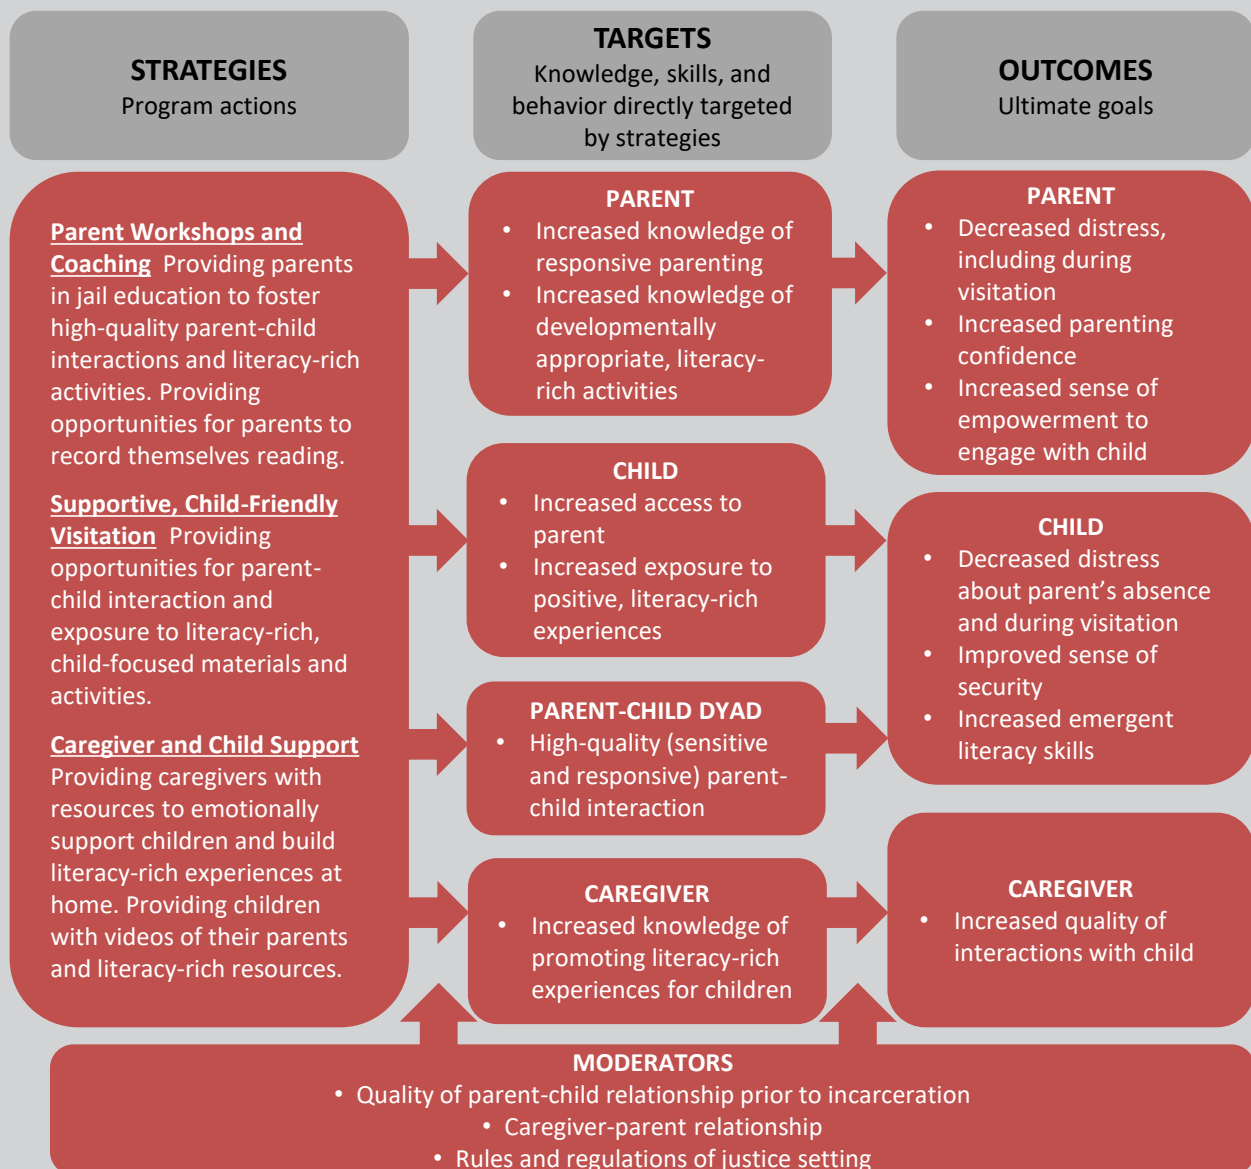 STRATEGIES
Program actions
TARGETS
Knowledge, skills, and
behavior directly targeted
by strategies
OUTCOMES
Ultimate goals
Parent Workshops and
Coaching Providing parents
in jail education to foster
high-quality parent-child
interactions and literacy-rich
activities. Providing
opportunities for parents to
record themselves reading.
Supportive, Child-Friendly
Visitation Providing
opportunities for parent-
child interaction and
exposure to literacy-rich,
child-focused materials and
activities.
Caregiver and Child Support
Providing caregivers with
resources to emotionally
support children and build
literacy-rich experiences at
home. Providing children
with videos of their parents
and literacy-rich resources.
PARENT
• Increased knowledge of
responsive parenting
• Increased knowledge of
developmentally
appropriate, literacy-
rich activities
CHILD
• Increased access to
parent
• Increased exposure to
positive, literacy-rich
experiences
PARENT-CHILD DYAD
• High-quality (sensitive
and responsive) parent-
child interaction
CAREGIVER
• Increased knowledge of
promoting literacy-rich
experiences for children
PARENT
• Decreased distress,
including during
visitation
• Increased parenting
confidence
• Increased sense of
empowerment to
engage with child
CHILD
• Decreased distress
about parent’s absence
and during visitation
• Improved sense of
security
• Increased emergent
literacy skills
CAREGIVER
• Increased quality of
interactions with child
MODERATORS
• Quality of parent-child relationship prior to incarceration
• Caregiver-parent relationship
• Rules and regulations of justice setting